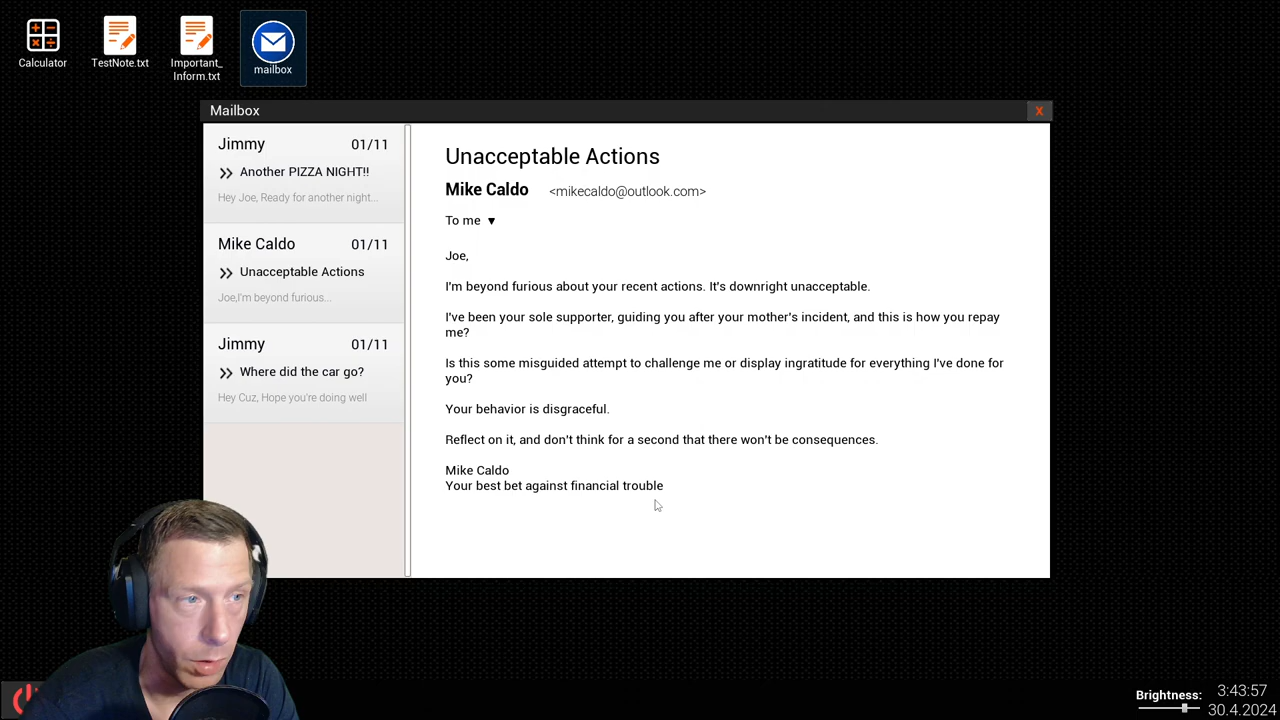 Calculator
TestNote.txt
Important_
Inform.txt
mailbox
Mailbox
X
Jimmy 01/11
Another PIZZA NIGHT!!
Hey Joe, Ready for another night...
Mike Caldo 01/11
Unacceptable Actions
Joe,I'm beyond furious...
Jimmy 01/11
Where did the car go?
Hey Cuz, Hope you're doing well
Unacceptable Actions
Mike Caldo <mikecaldo@outlook.com>
To me ▼
Joe,
I'm beyond furious about your recent actions. It's downright unacceptable.
I've been your sole supporter, guiding you after your mother's incident, and this is how you repay
me?
Is this some misguided attempt to challenge me or display ingratitude for everything I've done for
you?
Your behavior is disgraceful.
Reflect on it, and don't think for a second that there won't be consequences.
Mike Caldo
Your best bet against financial trouble
Brightness:
3:43:57
30.4.2024